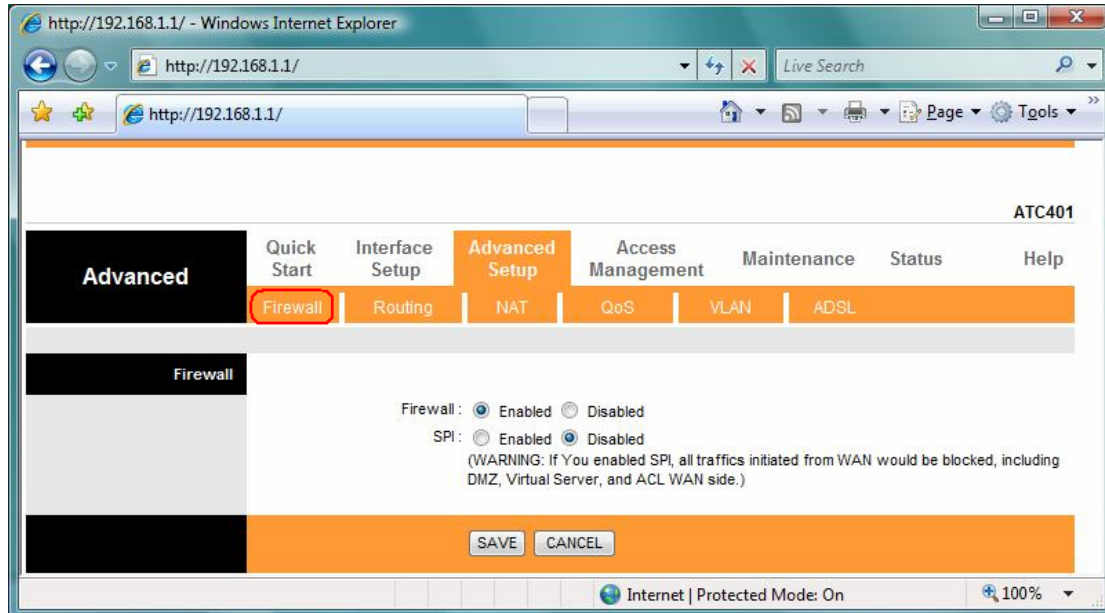 http://192.168.1.1/ - Windows Internet Explorer
http://192.168.1.1/
Live Search
http://192.168.1.1/
Page
Tools
ATC401
Advanced
Quick Start
Interface Setup
Advanced Setup
Access Management
Maintenance
Status
Help
Firewall
Routing
NAT
QoS
VLAN
ADSL
Firewall
Firewall : Enabled Disabled
SPI : Enabled Disabled
(WARNING: If You enabled SPI, all traffics initiated from WAN would be blocked, including
DMZ, Virtual Server, and ACL WAN side.)
SAVE CANCEL
Internet | Protected Mode: On
100%